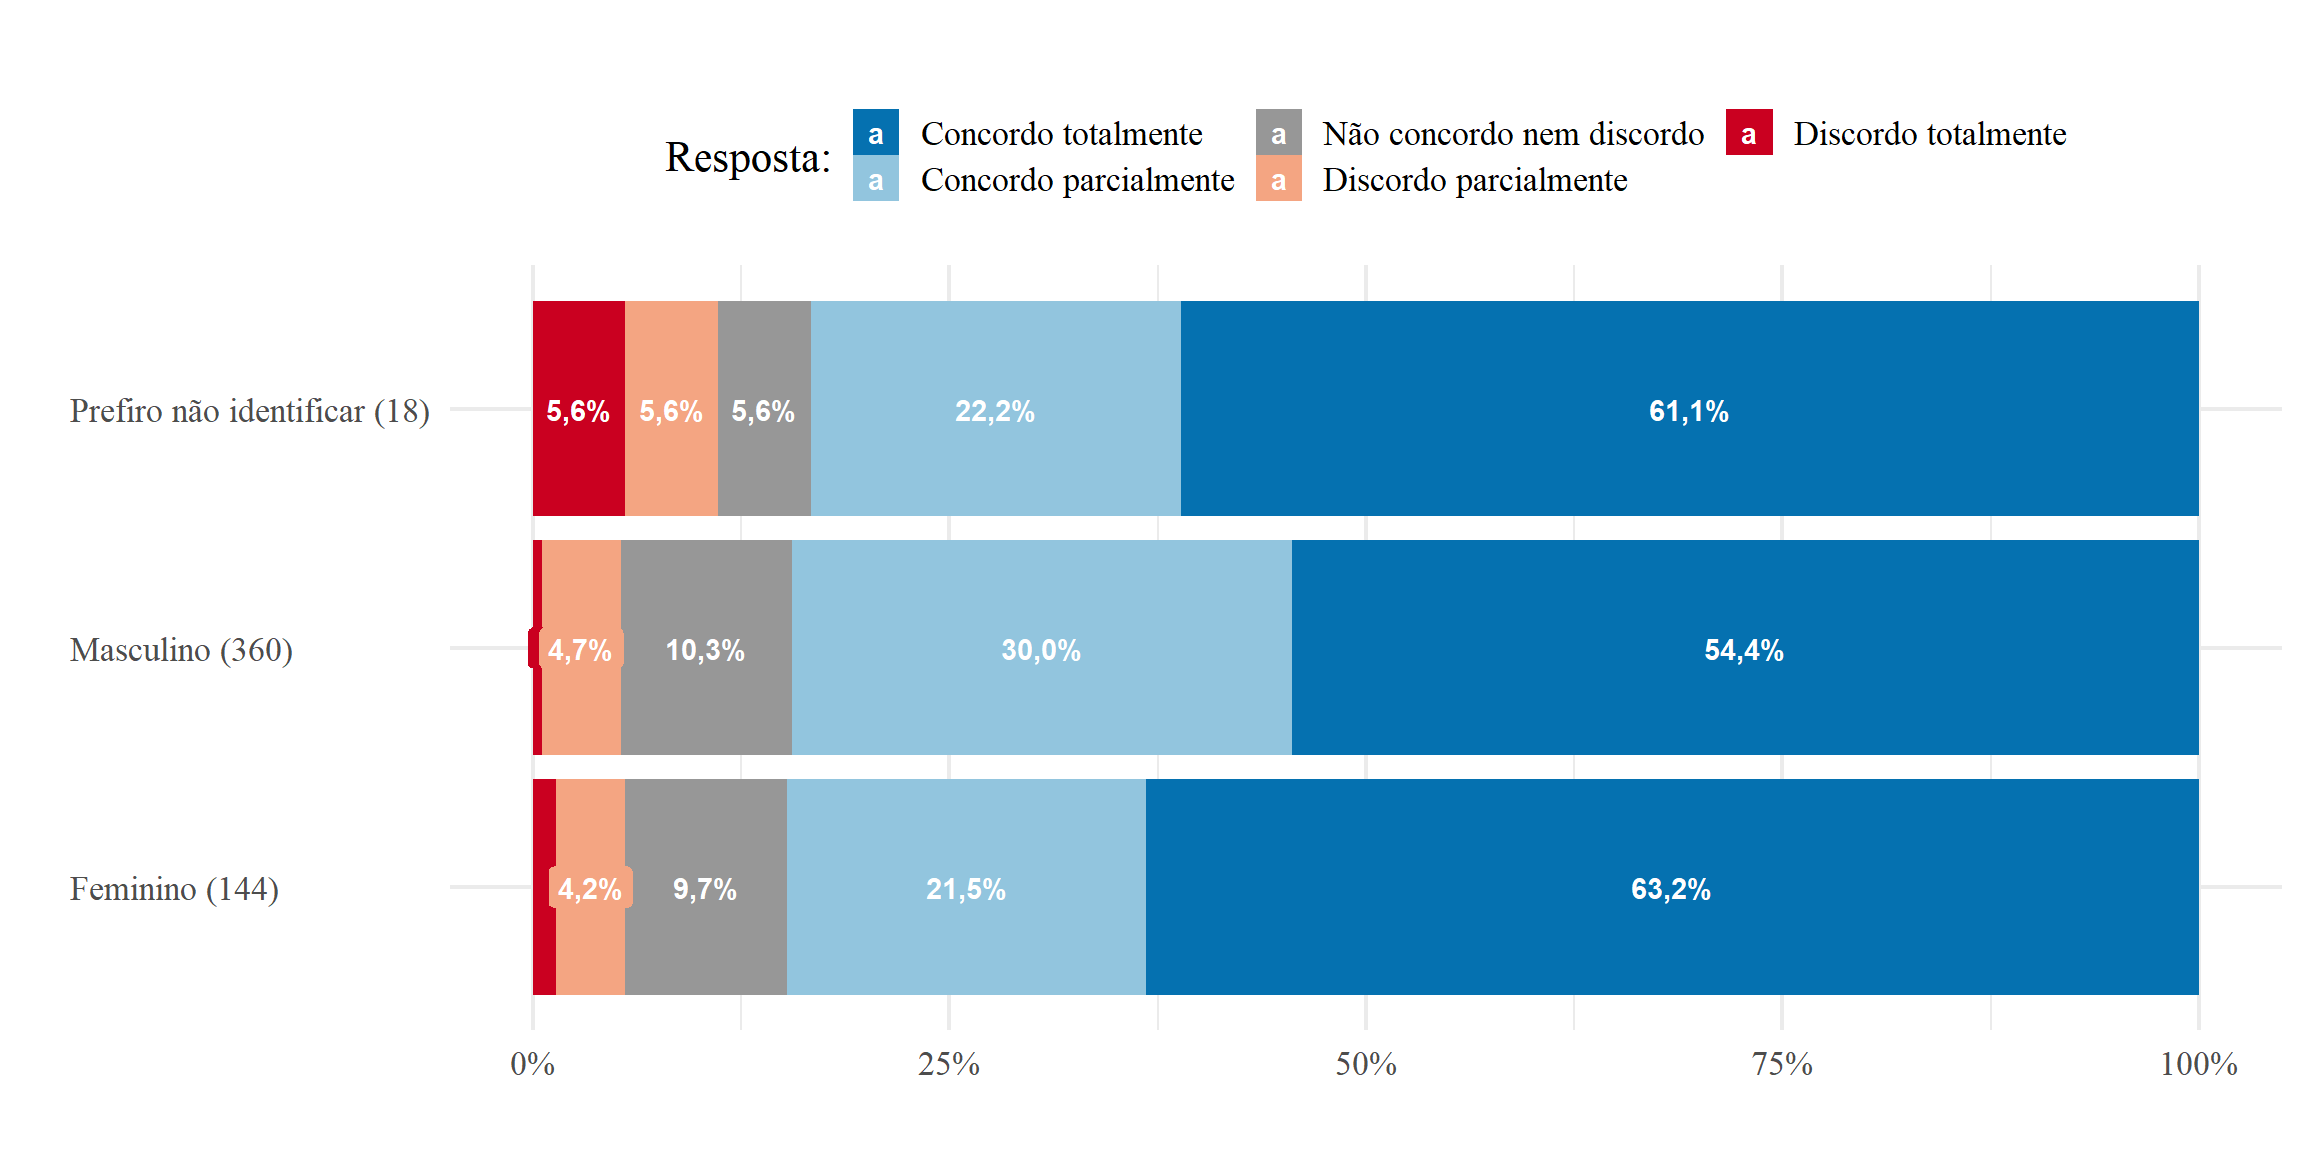 Resposta:
a Concordo totalmente
a Concordo parcialmente
a Não concordo nem discordo
a Discordo parcialmente
a Discordo totalmente
Prefiro não identificar (18)
5,6% 5,6% 5,6% 22,2% 61,1%
Masculino (360)
4,7% 10,3% 30,0% 54,4%
Feminino (144)
4,2% 9,7% 21,5% 63,2%
0% 25% 50% 75% 100%